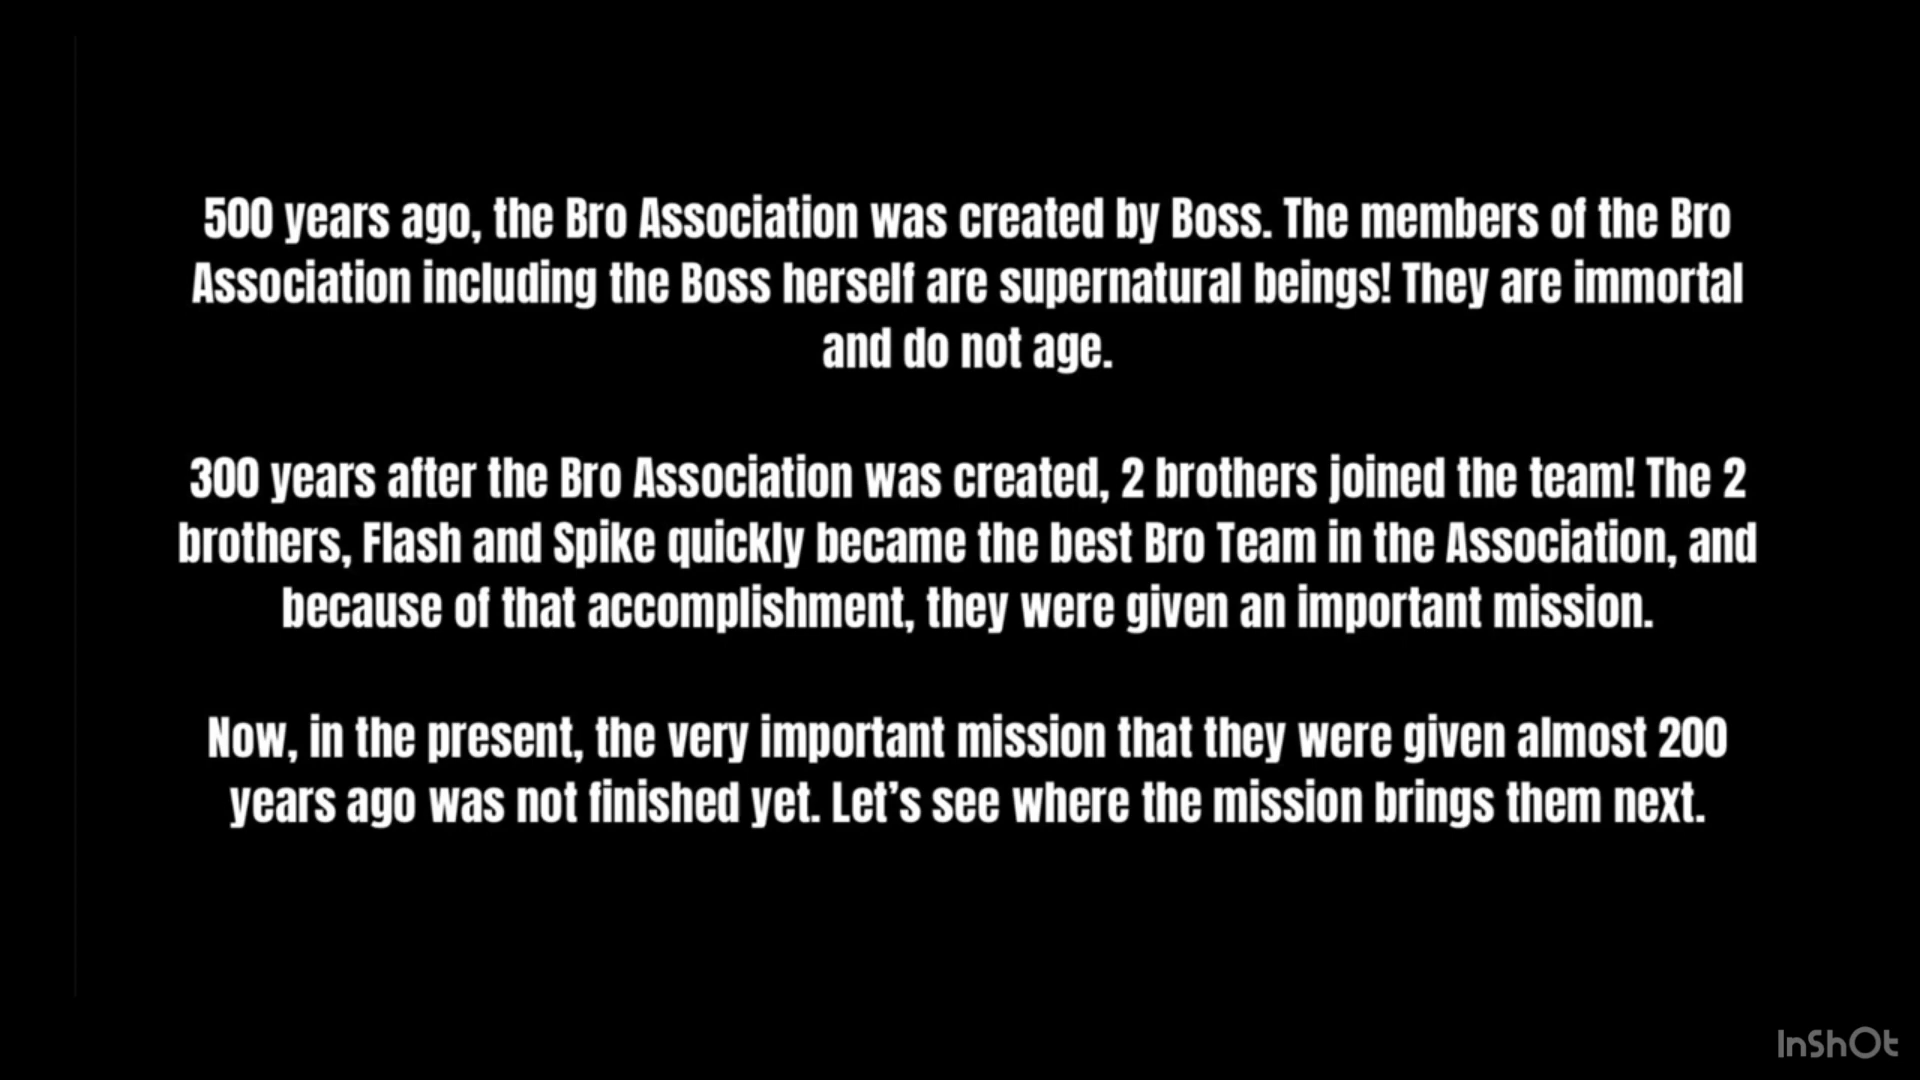 500 years ago, the Bro Association was created by Boss. The members of the Bro
Association including the Boss herself are supernatural beings! They are immortal
and do not age.
300 years after the Bro Association was created, 2 brothers joined the team! The 2
brothers, Flash and Spike quickly became the best Bro Team in the Association, and
because of that accomplishment, they were given an important mission.
Now, in the present, the very important mission that they were given almost 200
years ago was not finished yet. Let’s see where the mission brings them next.
InShOt